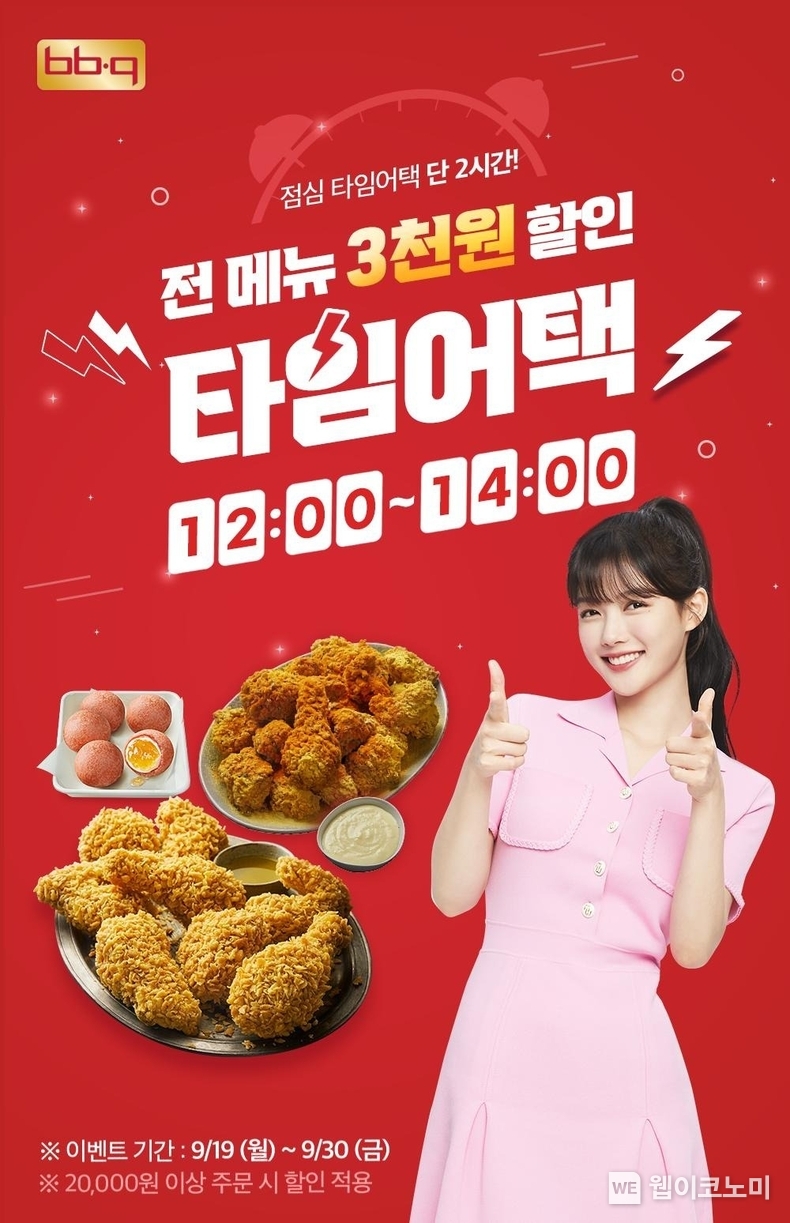 bb·q
점심 타임어택 단 2시간!
전 메뉴 3천원 할인
타임어택
12:00~14:00
※ 이벤트 기간 : 9/19 (월) ~ 9/30 (금)
※ 20,000원 이상 주문 시 할인 적용
WE 웹이코노미